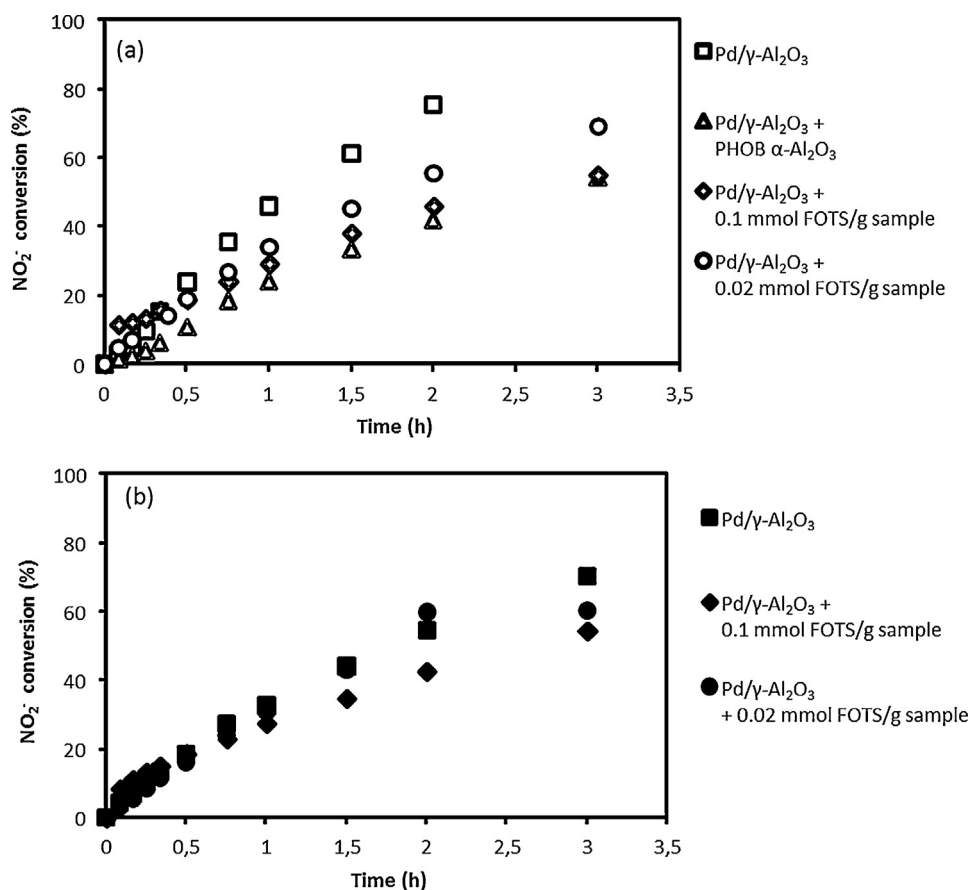 (a)
NO₂⁻ conversion (%)
100
80
60
40
20
0
0
0,5
1
1,5
2
2,5
3
3,5
Time (h)
Pd/γ-Al₂O₃
Pd/γ-Al₂O₃ +
PHOB α-Al₂O₃
Pd/γ-Al₂O₃ +
0.1 mmol FOTS/g sample
Pd/γ-Al₂O₃ +
0.02 mmol FOTS/g sample
(b)
NO₂⁻ conversion (%)
100
80
60
40
20
0
0
0,5
1
1,5
2
2,5
3
3,5
Time (h)
Pd/γ-Al₂O₃
Pd/γ-Al₂O₃ +
0.1 mmol FOTS/g sample
Pd/γ-Al₂O₃
+ 0.02 mmol FOTS/g sample